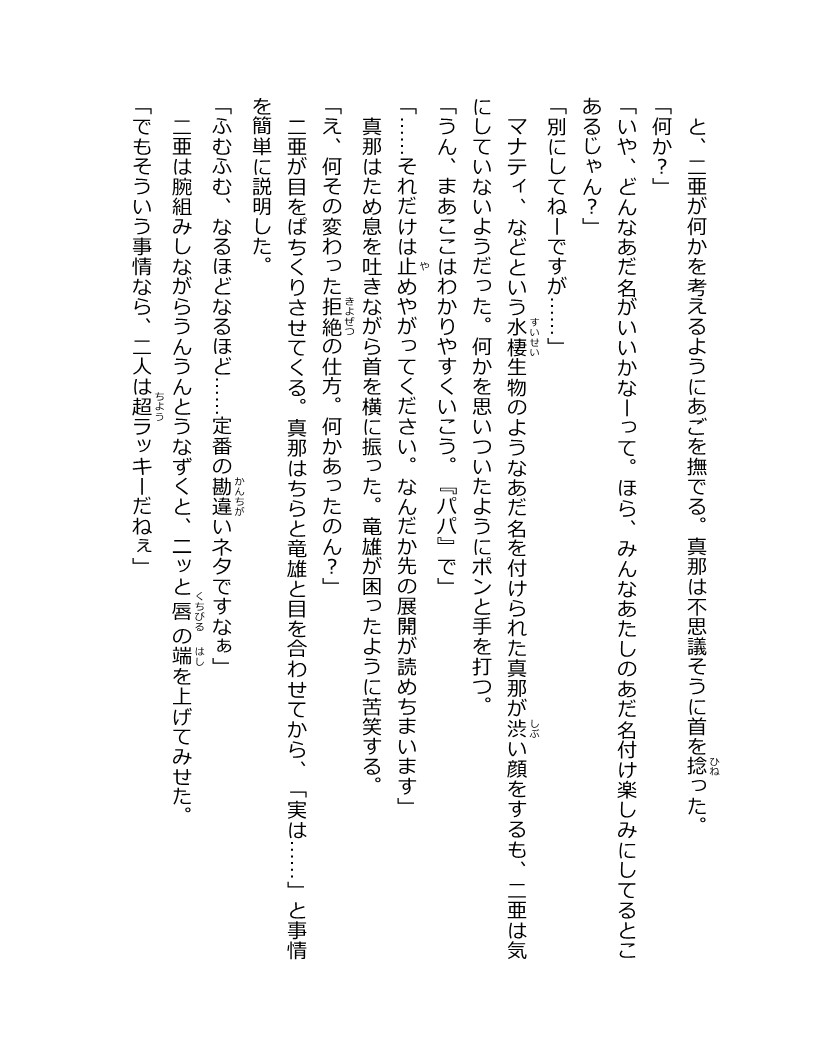 と、二亜が何かを考えるようにあごを撫でる。真那は不思議そうに首を捻った。
「何か？」
「いや、どんなあだ名がいいかなーって。ほら、みんなあたしのあだ名付け楽しみにしてるとこ
あるじゃん？」
「別にしてねーですが……」
マナティ、などという水棲生物のようなあだ名を付けられた真那が渋い顔をするも、二亜は気
にしていないようだった。何かを思いついたようにポンと手を打つ。
「うん、まあここはわかりやすくいこう。『パパ』で」
「……それだけは止めやがってください。なんだか先の展開が読めちまいます」
真那はため息を吐きながら首を横に振った。竜雄が困ったように苦笑する。
「え、何その変わった拒絶の仕方。何かあったのん？」
二亜が目をぱちくりさせてくる。真那はちらと竜雄と目を合わせてから、「実は……」と事情
を簡単に説明した。
「ふむふむ、なるほどなるほど……定番の勘違いネタですなぁ」
二亜は腕組みしながらうんうんとうなずくと、ニッと唇の端を上げてみせた。
「でもそういう事情なら、二人は超ラッキーだねぇ」